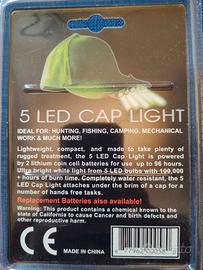 5 LED CAP LIGHT
IDEAL FOR: HUNTING, FISHING, CAMPING, MECHANICAL
WORK & MUCH MORE!
Lightweight, compact, and made to take plenty of
rugged treatment, the 5 LED Cap Light is powered
by 2 lithium coin cell batteries for up to 96 hours.
Ultra bright white light from 5 LED bulbs with 100,000
+ hours of burn time. Completely water resistant, the 5
LED Cap Light attaches under the brim of a cap for a
number of hands free tasks.
Replacement Batteries also available!
Warning: This product contains a chemical known to the
state of California to cause Cancer and birth defects and
other reproductive harm.
CE
MADE IN CHINA